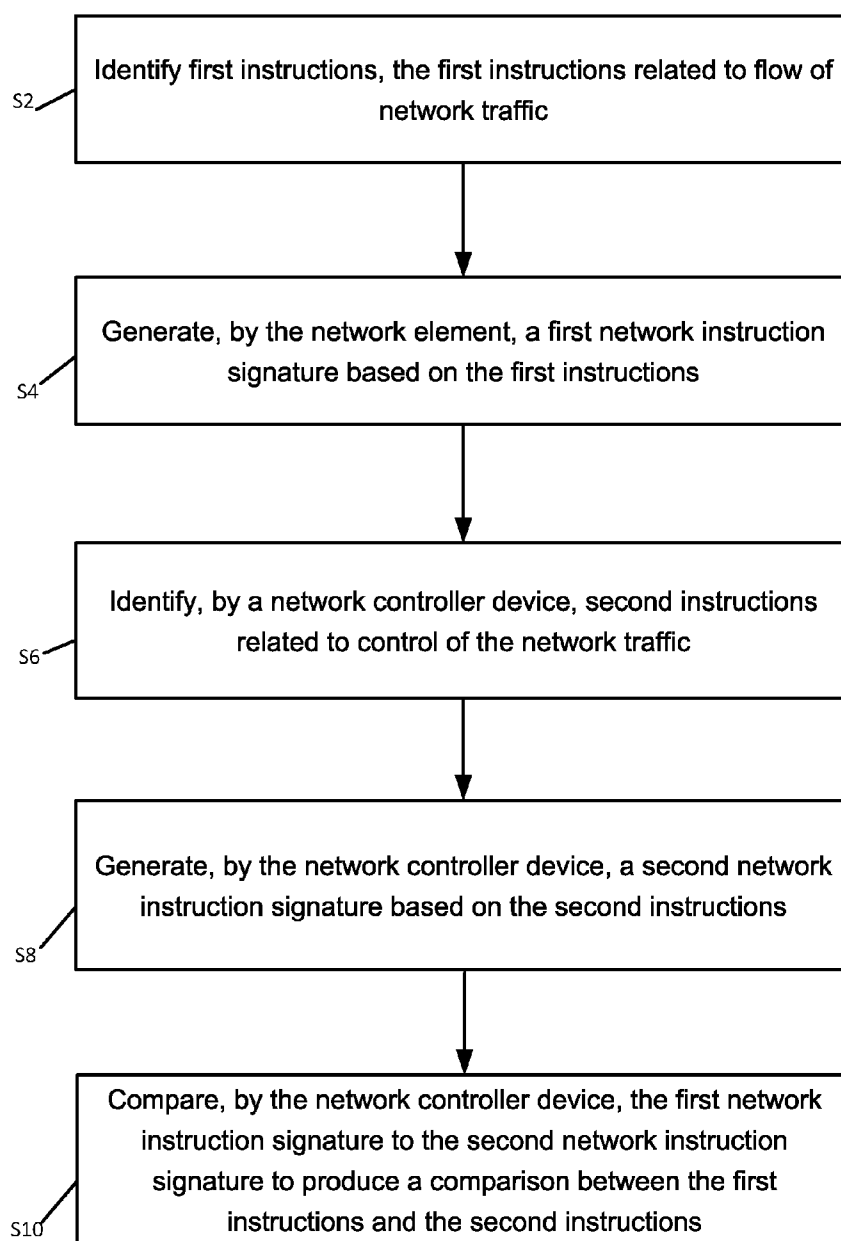 Identify first instructions, the first instructions related to flow of
network traffic
S2
Generate, by the network element, a first network instruction
signature based on the first instructions
S4
Identify, by a network controller device, second instructions
related to control of the network traffic
S6
Generate, by the network controller device, a second network
instruction signature based on the second instructions
S8
Compare, by the network controller device, the first network
instruction signature to the second network instruction
signature to produce a comparison between the first
instructions and the second instructions
S10